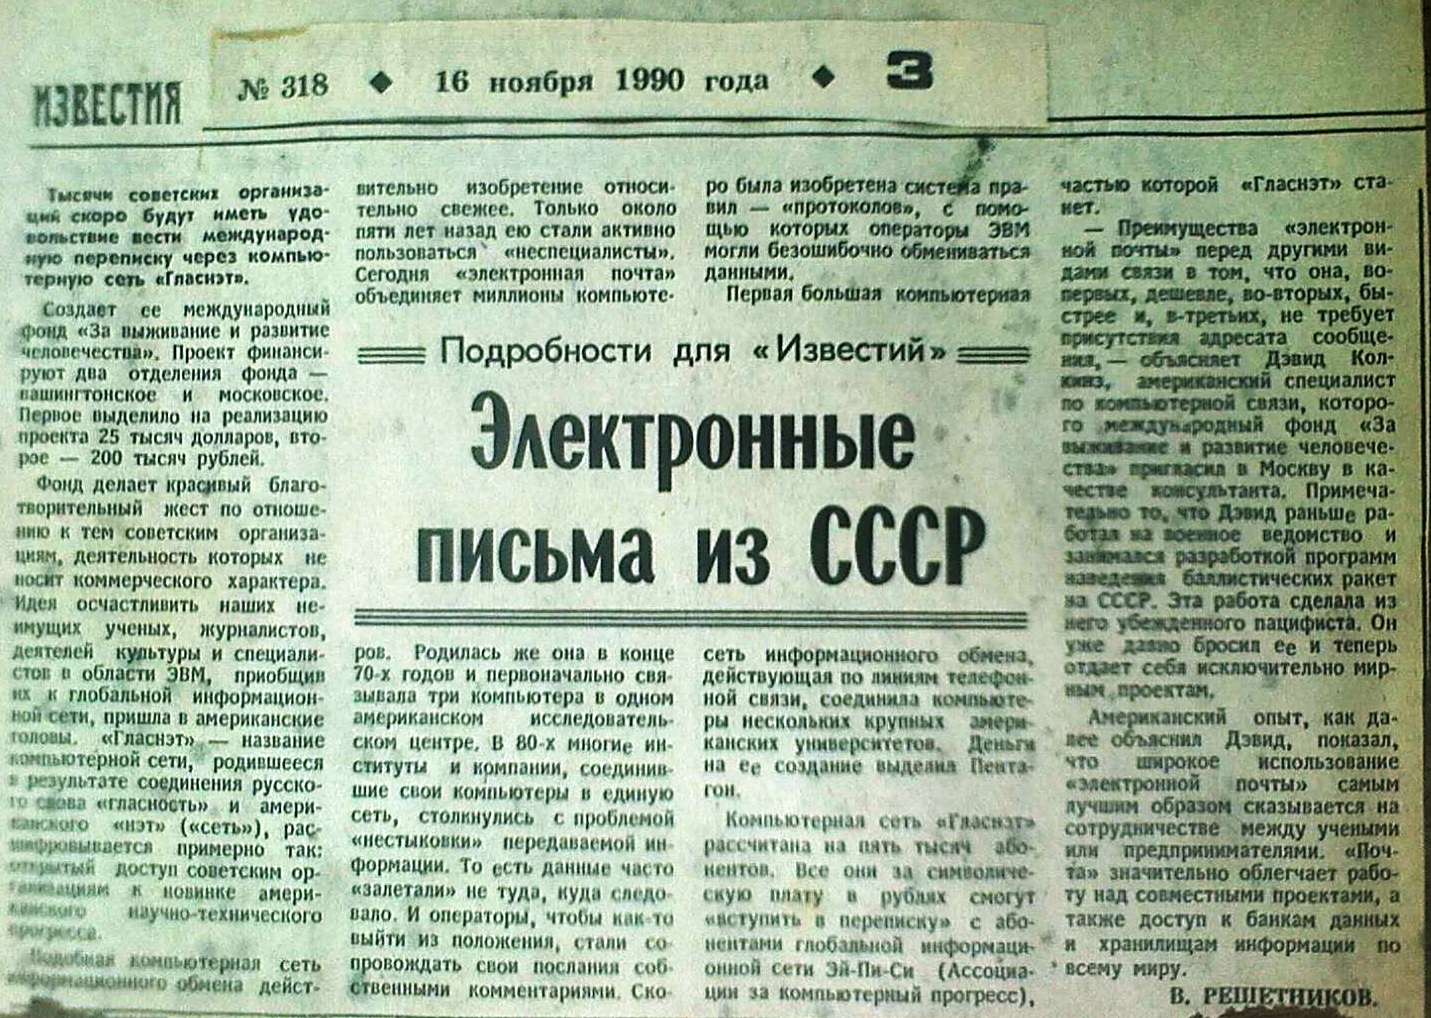 ИЗВЕСТИЯ
№ 318 ◆ 16 ноября 1990 года ◆ 3
Тысячи советских организа-
ций скоро будут иметь удо-
вольствие вести международ-
ную переписку через компью-
терную сеть «Гласнэт».
Создает ее международный
фонд «За выживание и развитие
человечества». Проект финанси-
руют два отделения фонда —
вашингтонское и московское.
Первое выделило на реализацию
проекта 25 тысяч долларов, вто-
рое — 200 тысяч рублей.
Фонд делает красивый благо-
творительный жест по отноше-
нию к тем советским организа-
циям, деятельность которых не
носит коммерческого характера.
Идея осчастливить наших не-
имущих ученых, журналистов,
деятелей культуры и специали-
стов в области ЭВМ, приобщив
их к глобальной информацион-
ной сети, пришла в американские
головы. «Гласнэт» — название
компьютерной сети, родившееся
в результате соединения русско-
го слова «гласность» и амери-
канского «нэт» («сеть»), рас-
шифровывается примерно так:
открытый доступ советским ор-
ганизациям к новинке амери-
канского научно-технического
прогресса.
Подобная компьютерная сеть
информационного обмена дейст-
вительно изобретение относи-
тельно свежее. Только около
пяти лет назад ею стали активно
пользоваться «неспециалисты».
Сегодня «электронная почта»
объединяет миллионы компьюте-
Подробности для «Известий»
Электронные
письма из СССР
ров. Родилась же она в конце
70-х годов и первоначально свя-
зывала три компьютера в одном
американском исследователь-
ском центре. В 80-х многие ин-
ституты и компании, соединив-
шие свои компьютеры в единую
сеть, столкнулись с проблемой
«нестыковки» передаваемой ин-
формации. То есть данные часто
«залетали» не туда, куда следо-
вало. И операторы, чтобы как-то
выйти из положения, стали со-
провождать свои послания соб-
ственными комментариями. Ско-
ро была изобретена система пра-
вил — «протоколов», с помо-
щью которых операторы ЭВМ
могли безошибочно обмениваться
данными.
Первая большая компьютерная
сеть информационного обмена,
действующая по линиям телефон-
ной связи, соединила компьюте-
ры нескольких крупных амери-
канских университетов. Деньги
на ее создание выделил Пента-
гон.
Компьютерная сеть «Гласнэт»
рассчитана на пять тысяч або-
нентов. Все они за символиче-
скую плату в рублях смогут
«вступить в переписку» с або-
нентами глобальной информаци-
онной сети Эй-Пи-Си (Ассоциа-
ции за компьютерный прогресс),
частью которой «Гласнэт» ста-
нет.
— Преимущества «электрон-
ной почты» перед другими ви-
дами связи в том, что она, во-
первых, дешевле, во-вторых, бы-
стрее и, в-третьих, не требует
присутствия адресата сообще-
ния, — объясняет Дэвид Кол-
кинз, американский специалист
по компьютерной связи, которо-
го международный фонд «За
выживание и развитие человече-
ства» пригласил в Москву в ка-
честве консультанта. Примеча-
тельно то, что Дэвид раньше ра-
ботал на военное ведомство и
занимался разработкой программ
наведения баллистических ракет
на СССР. Эта работа сделала из
него убежденного пацифиста. Он
уже давно бросил ее и теперь
отдает себя исключительно мир-
ным проектам.
Американский опыт, как да-
лее объяснил Дэвид, показал,
что широкое использование
«электронной почты» самым
лучшим образом сказывается на
сотрудничестве между учеными
или предпринимателями. «Поч-
та» значительно облегчает рабо-
ту над совместными проектами, а
также доступ к банкам данных
и хранилищам информации по
всему миру.
В. РЕШЕТНИКОВ.